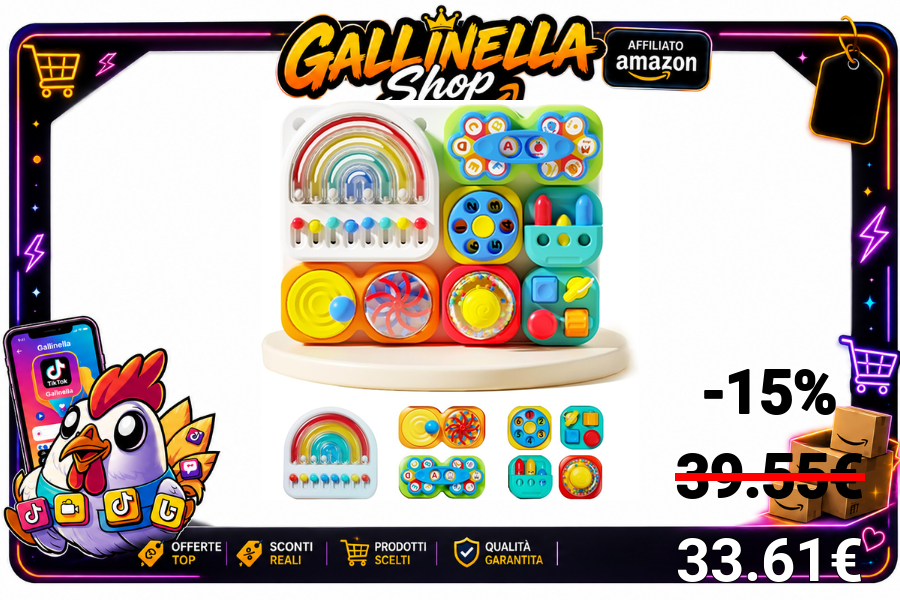 GALLINELLA
Shop
AFFILIATO
amazon
Gallinella
TikTok
Gallinella
-15%
39.55€
33.61€
OFFERTE
TOP
SCONTI
REALI
PRODOTTI
SCELTI
QUALITÀ
GARANTITA